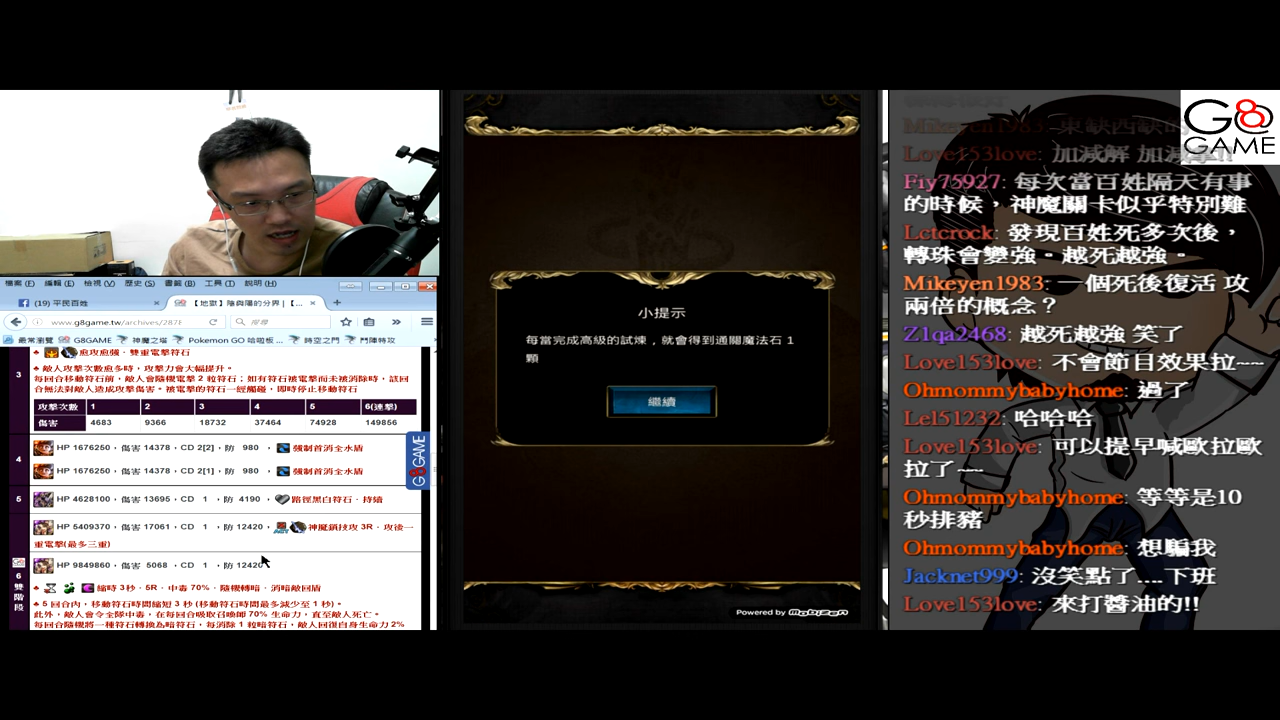 檔案(F) 編輯(E) 檢視(V) 歷史(S) 書籤(B) 工具(T) 說明(H)
(19) 平民百姓
【地獄】陰與陽的分界 | 【...
www.g8game.tw/archives/287
搜尋
最常瀏覽 G8GAME 神魔之塔 Pokemon GO 哈啦板... 時空之門 鬥陣特攻
3
愈攻愈強、雙重電擊符石
♠ 敵人攻擊次數愈多時，攻擊力會大幅提升。
每回合移動符石前，敵人會隨機電擊 2 粒符石；如有符石被電擊而未被消除時，該回
合無法對敵人造成攻擊傷害。被電擊的符石一經觸碰，即時停止移動符石
攻擊次數 1 2 3 4 5 6(連擊)
傷害 4683 9366 18732 37464 74928 149856
4
HP 1676250，傷害 14378，CD 2[2]，防 980 ， 強制首消全水盾
HP 1676250，傷害 14378，CD 2[1]，防 980 ， 強制首消全水盾
5
HP 4628100，傷害 13695，CD 1 ，防 4190， 路徑黑白符石、持續
HP 5409370，傷害 17061，CD 1 ，防 12420， 神魔鎖技攻 3R、攻後一
重電擊(最多三重)
6
雙
階
段
HP 9849860，傷害 5068，CD 1 ，防 12420
縮時 3 秒，5R、中毒 70%、隨機轉暗、消暗敵回盾
♠ 5 回合內，移動符石時間縮短 3 秒 (移動符石時間最多減少至 1 秒)。
此外，敵人會令全隊中毒，在每回合吸取召喚師 70% 生命力，直至敵人死亡。
每回合隨機將一種符石轉換為暗符石，每消除 1 粒暗符石，敵人回復自身生命力 2%
G8 GAME
小提示
每當完成高級的試煉，就會得到通關魔法石 1
顆
繼續
Powered by mobizen
G8
GAME
Mikeyen1983: 東缺西缺的
Love153love: 加減解 加減拿!!
Fiy75927: 每次當百姓隔天有事
的時候，神魔關卡似乎特別難
Lctcrock: 發現百姓死多次後，
轉珠會變強。越死越強。
Mikeyen1983: 一個死後復活 攻
兩倍的概念？
Z1qa2468: 越死越強 笑了
Love153love: 不會節目效果拉~~
Ohmommybabyhome: 過了
Le151232: 哈哈哈
Love153love: 可以提早喊歐拉歐
拉了~~
Ohmommybabyhome: 等等是10
秒排豬
Ohmommybabyhome: 想騙我
Jacknet999: 沒笑點了....下班
Love153love: 來打醬油的!!